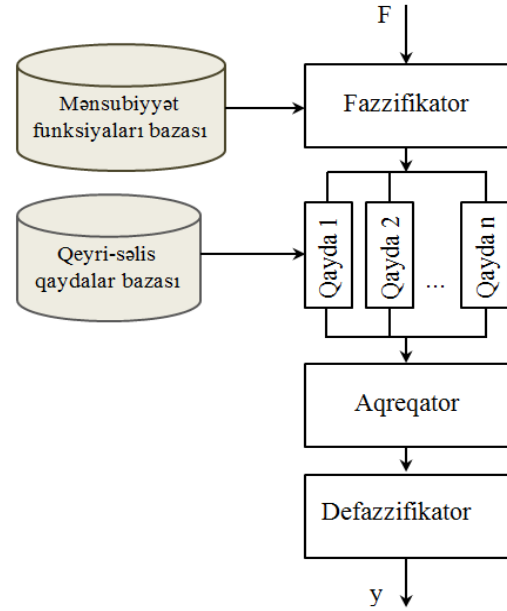 F
Mənsubiyyət
funksiyaları bazası
Fazzifikator
Qeyri-səlis
qaydalar bazası
Qayda 1
Qayda 2
...
Qayda n
Aqreqator
Defazzifikator
y